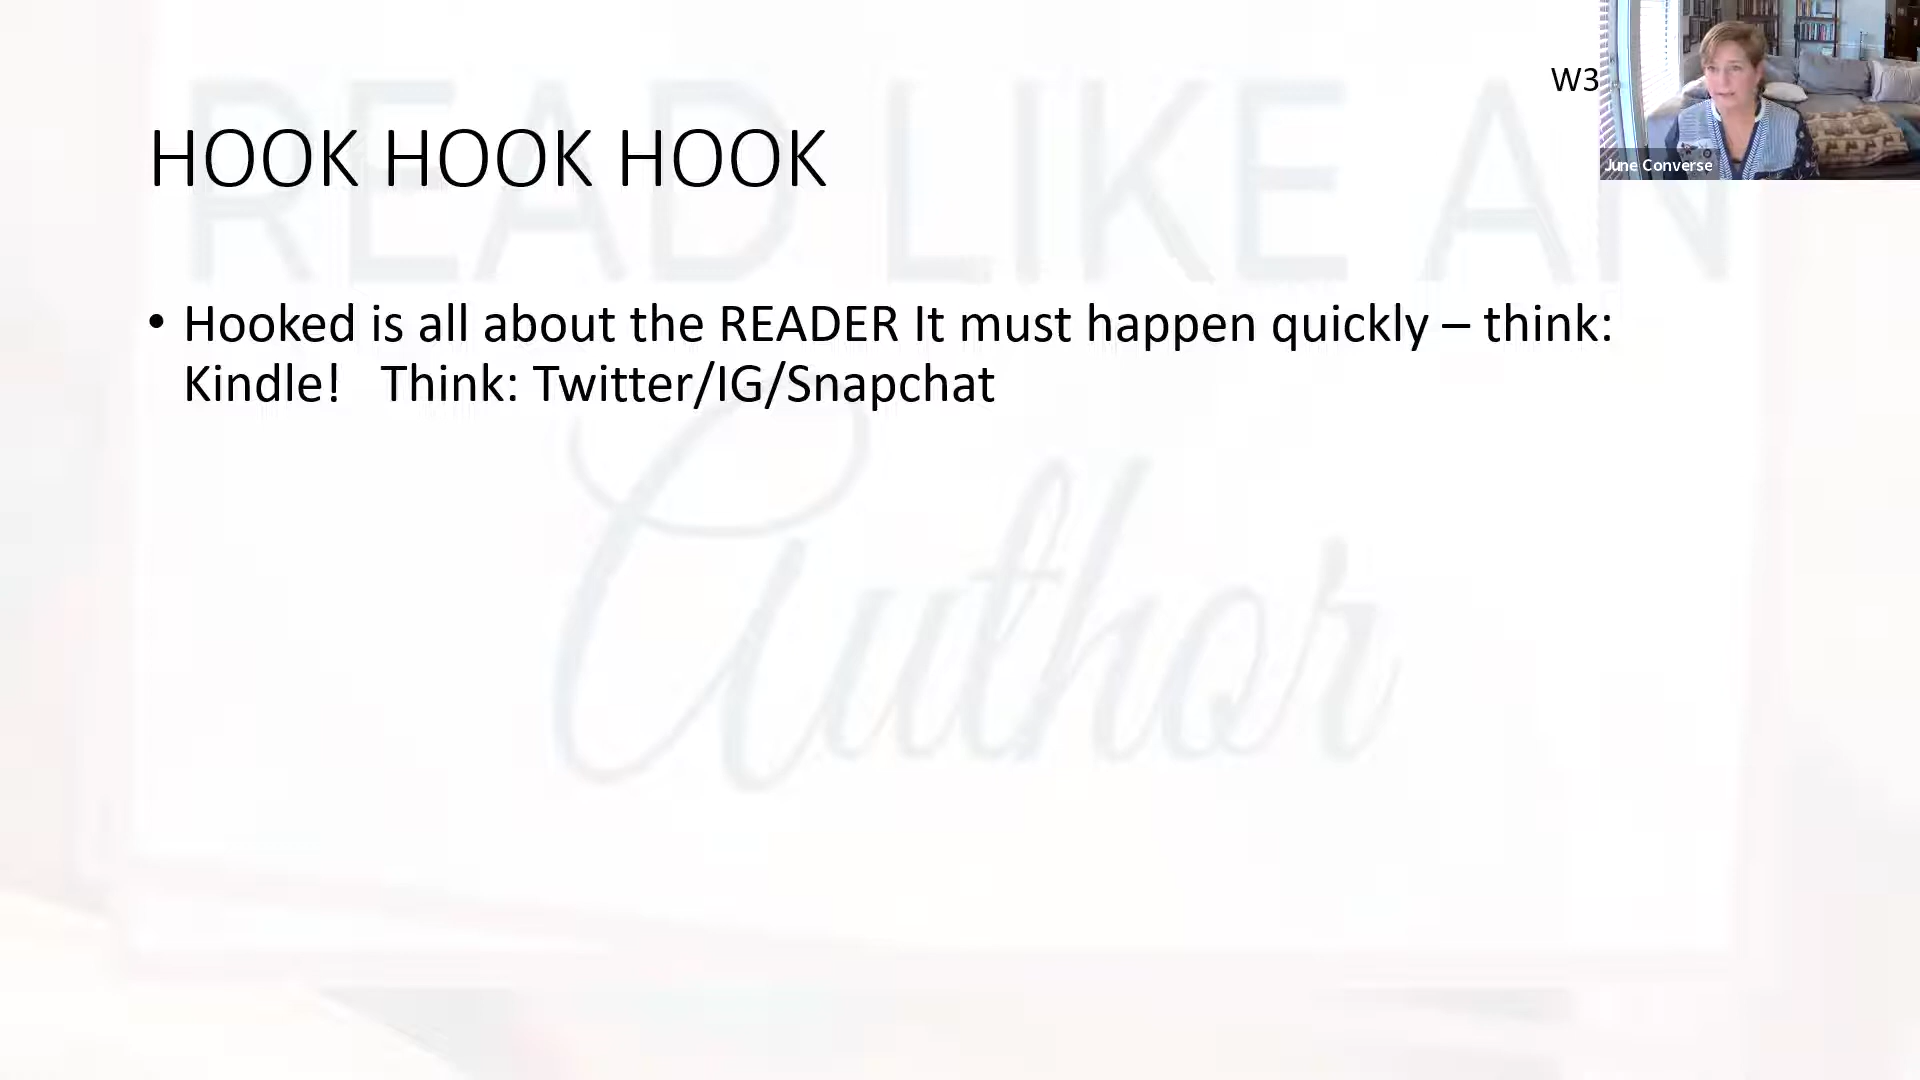 W3
HOOK HOOK HOOK
June Converse
• Hooked is all about the READER It must happen quickly – think:
Kindle!   Think: Twitter/IG/Snapchat
READ LIKE AN
Author